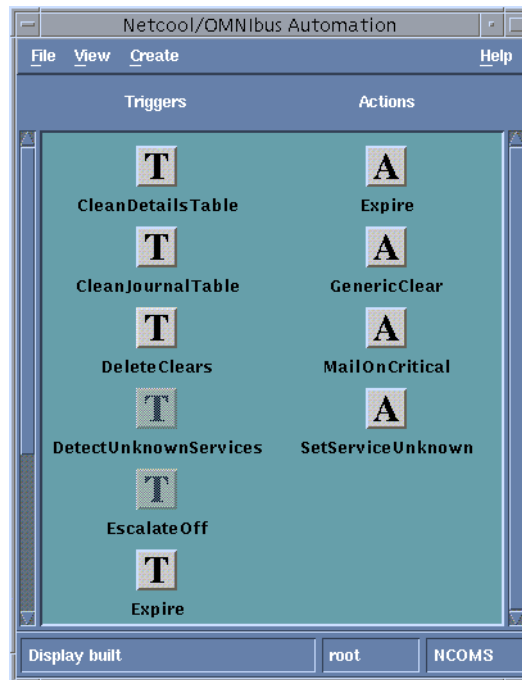 Netcool/OMNIbus Automation
File View Create Help
Triggers Actions
T A
CleanDetailsTable Expire
T A
CleanJournalTable GenericClear
T A
DeleteClears MailOnCritical
T A
DetectUnknownServices SetServiceUnknown
T
EscalateOff
T
Expire
Display built root NCOMS